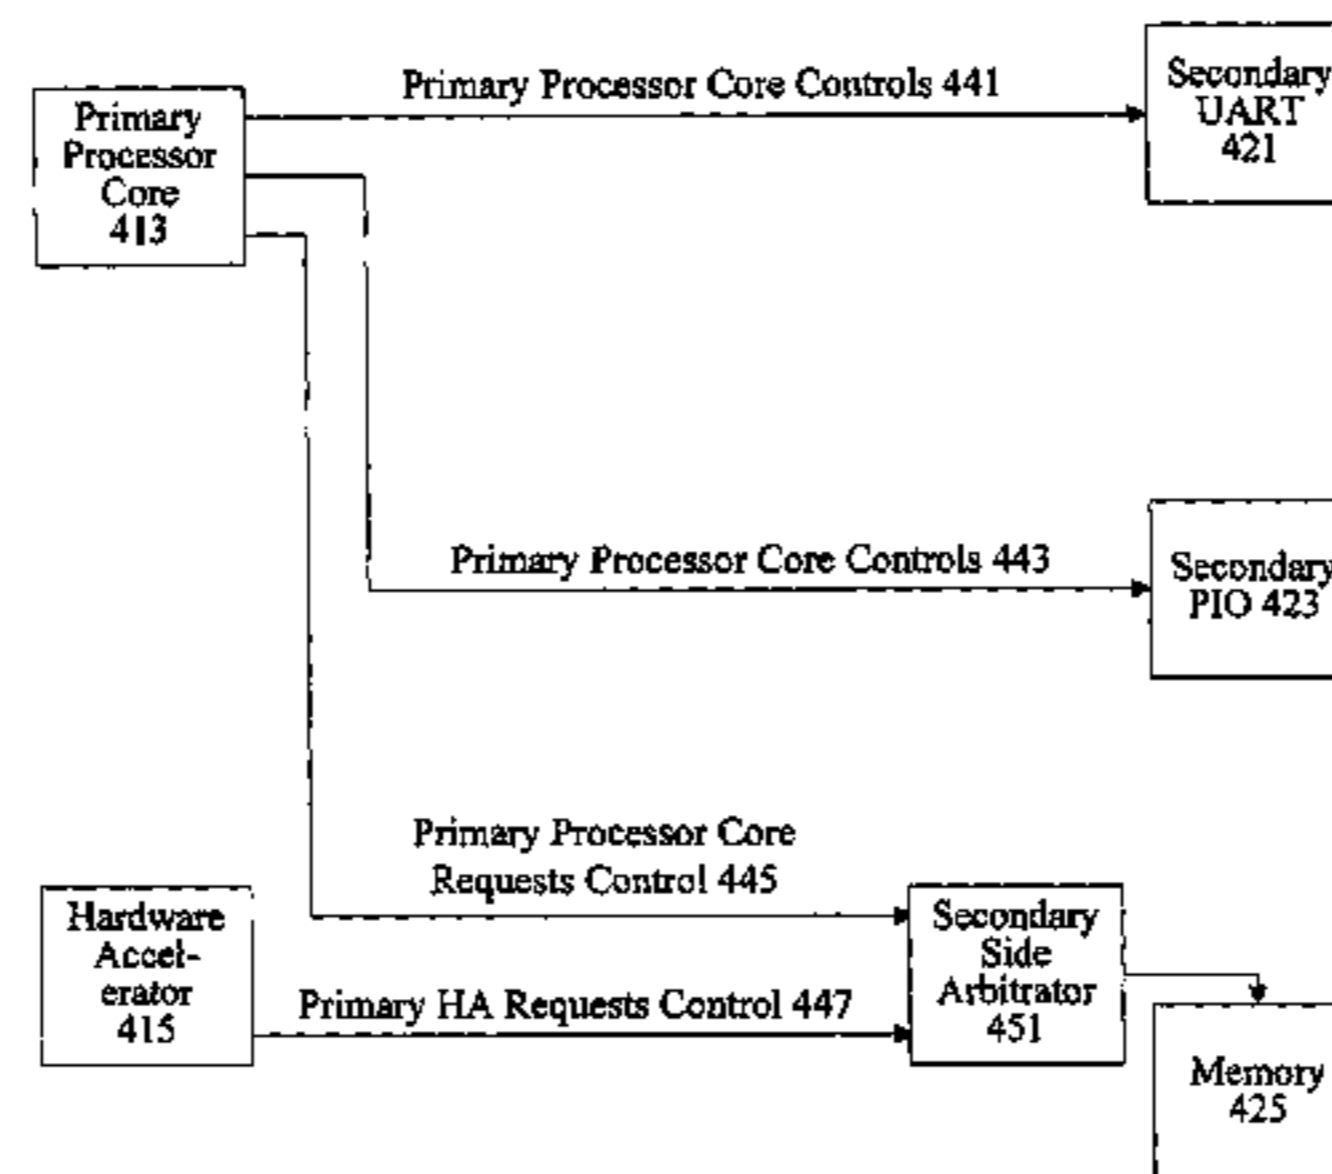 Primary Processor Core Controls 441
Secondary
UART
421
Primary
Processor
Core
413
Primary Processor Core Controls 443
Secondary
PIO 423
Primary Processor Core
Requests Control 445
Hardware
Accel-
erator
415
Primary HA Requests Control 447
Secondary
Side
Arbitrator
451
Memory
425